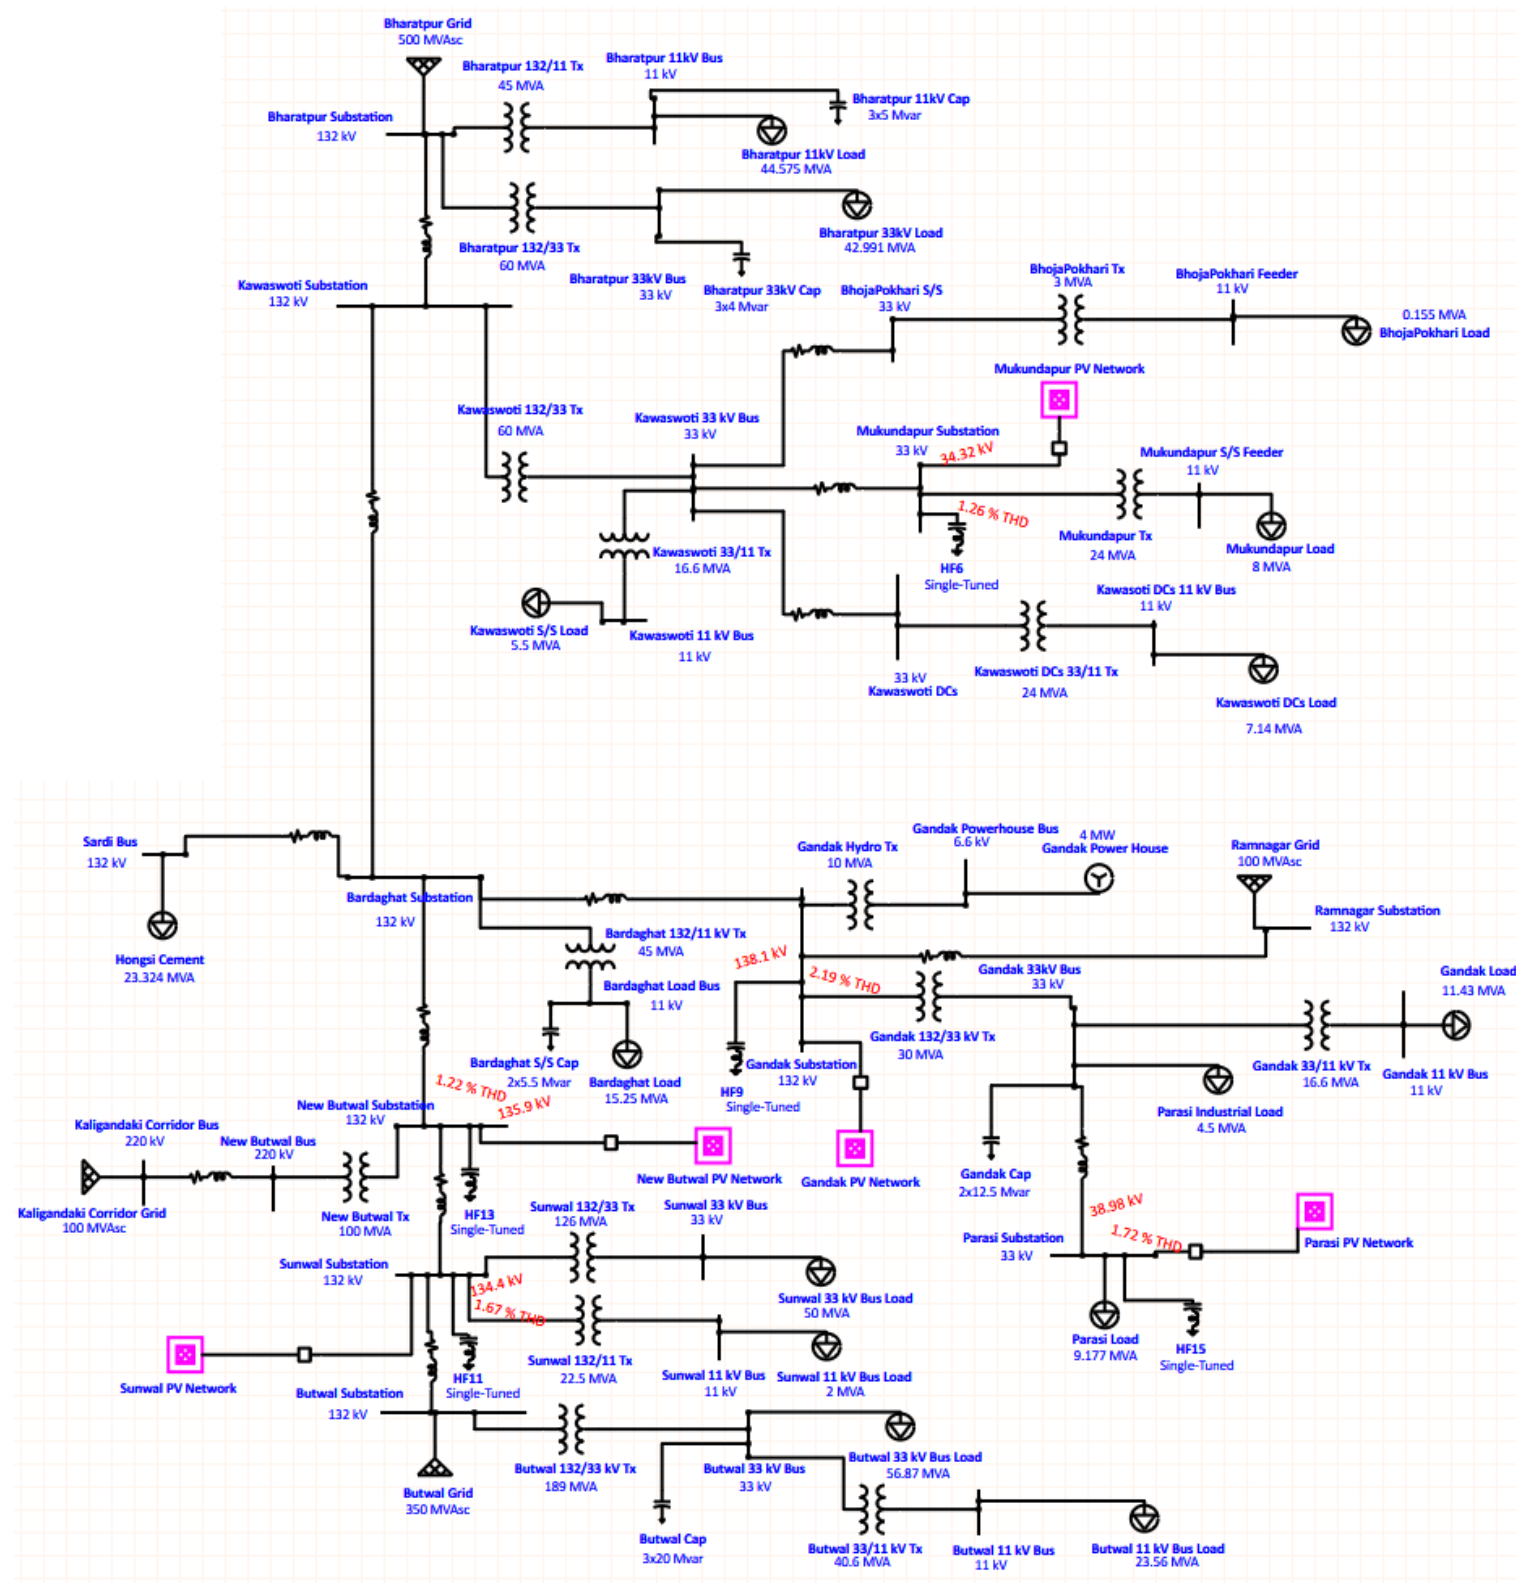 Bharatpur Grid
500 MVAsc
Bharatpur 132/11 Tx
45 MVA
Bharatpur 11kV Bus
11 kV
Bharatpur 11kV Cap
3x5 Mvar
Bharatpur Substation
132 kV
Bharatpur 11kV Load
44.575 MVA
Bharatpur 132/33 Tx
60 MVA
Bharatpur 33kV Load
42.991 MVA
Bharatpur 33kV Bus
33 kV
Bharatpur 33kV Cap
3x4 Mvar
Kawaswoti Substation
132 kV
BhojaPokhari S/S
33 kV
BhojaPokhari Tx
3 MVA
BhojaPokhari Feeder
11 kV
0.155 MVA
BhojaPokhari Load
Mukundapur PV Network
Kawaswoti 132/33 Tx
60 MVA
Kawaswoti 33 kV Bus
33 kV
Mukundapur Substation
33 kV
34.32 kV
Mukundapur S/S Feeder
11 kV
1.26 % THD
Kawaswoti 33/11 Tx
16.6 MVA
HF6
Single-Tuned
Mukundapur Tx
24 MVA
Mukundapur Load
8 MVA
Kawasoti DCs 11 kV Bus
11 kV
Kawaswoti S/S Load
5.5 MVA
Kawaswoti 11 kV Bus
11 kV
33 kV
Kawaswoti DCs
Kawaswoti DCs 33/11 Tx
24 MVA
Kawaswoti DCs Load
7.14 MVA
Sardi Bus
132 kV
Hongsi Cement
23.324 MVA
Bardaghat Substation
132 kV
Gandak Hydro Tx
10 MVA
Gandak Powerhouse Bus
6.6 kV
4 MW
Gandak Power House
Ramnagar Grid
100 MVAsc
Ramnagar Substation
132 kV
Bardaghat 132/11 kV Tx
45 MVA
138.1 kV
2.19 % THD
Gandak 33kV Bus
33 kV
Gandak Load
11.43 MVA
Bardaghat Load Bus
11 kV
Gandak 132/33 kV Tx
30 MVA
Bardaghat S/S Cap
2x5.5 Mvar
Bardaghat Load
15.25 MVA
Gandak Substation
132 kV
HF9
Single-Tuned
Gandak 33/11 kV Tx
16.6 MVA
Gandak 11 kV Bus
11 kV
Parasi Industrial Load
4.5 MVA
1.22 % THD
135.9 kV
New Butwal Substation
132 kV
Kaligandaki Corridor Bus
220 kV
New Butwal Bus
220 kV
New Butwal PV Network
Gandak PV Network
Gandak Cap
2x12.5 Mvar
Kaligandaki Corridor Grid
100 MVAsc
New Butwal Tx
100 MVA
HF13
Single-Tuned
Sunwal 132/33 Tx
126 MVA
Sunwal 33 kV Bus
33 kV
38.98 kV
1.72 % THD
Parasi Substation
33 kV
Parasi PV Network
Sunwal Substation
132 kV
134.4 kV
1.67 % THD
Sunwal 33 kV Bus Load
50 MVA
Parasi Load
9.177 MVA
HF15
Single-Tuned
Sunwal PV Network
HF11
Single-Tuned
Sunwal 132/11 Tx
22.5 MVA
Sunwal 11 kV Bus
11 kV
Sunwal 11 kV Bus Load
2 MVA
Butwal Substation
132 kV
Butwal Grid
350 MVAsc
Butwal 132/33 kV Tx
189 MVA
Butwal 33 kV Bus
33 kV
Butwal 33 kV Bus Load
56.87 MVA
Butwal Cap
3x20 Mvar
Butwal 33/11 kV Tx
40.6 MVA
Butwal 11 kV Bus
11 kV
Butwal 11 kV Bus Load
23.56 MVA